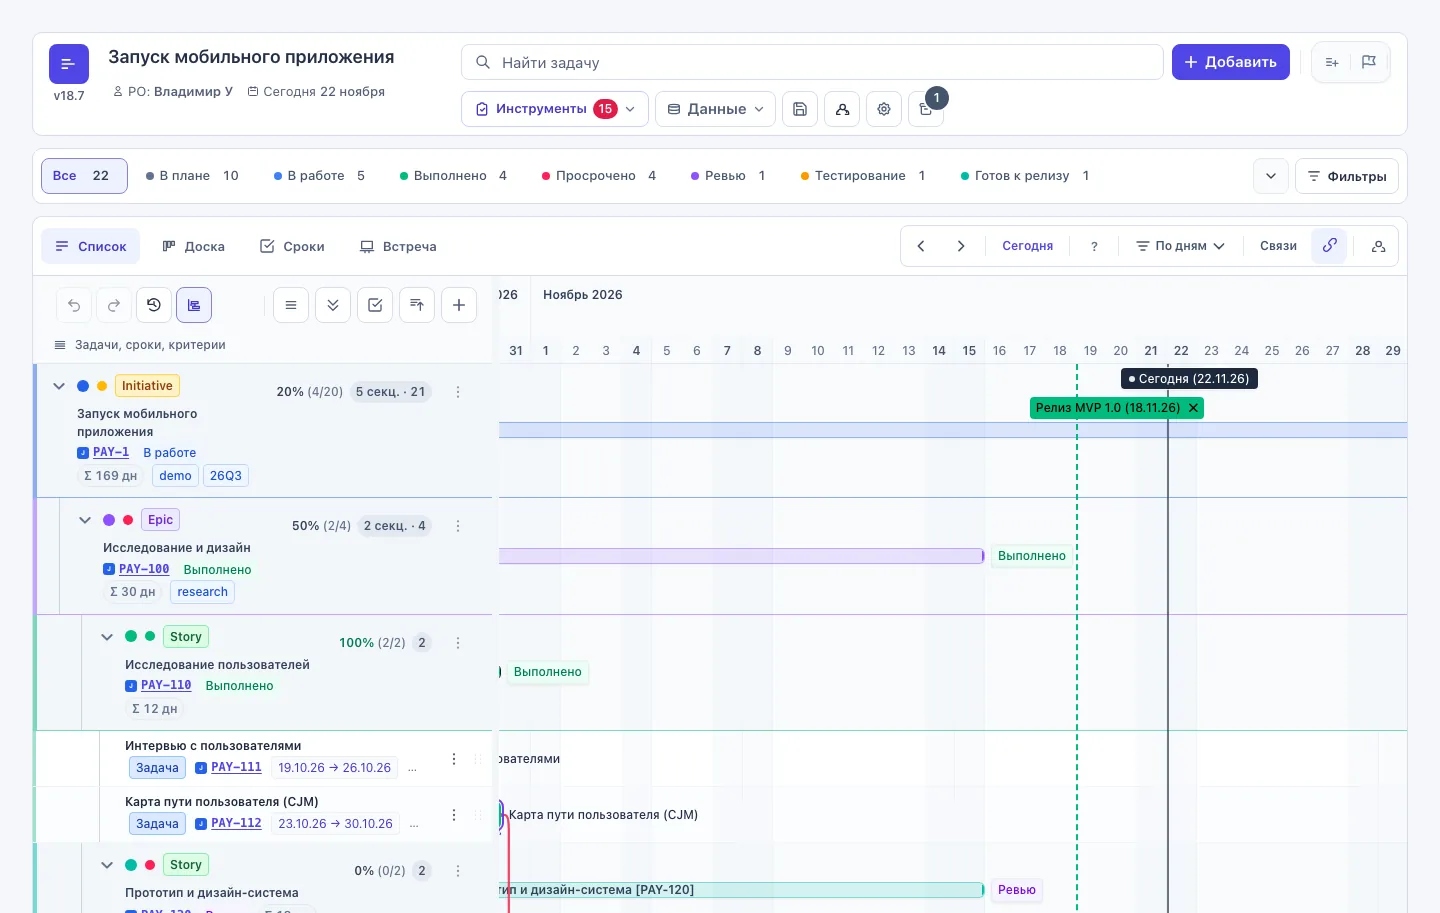 Запуск мобильного приложения
v18.7
PO: Владимир У
Сегодня 22 ноября
Найти задачу
Добавить
Инструменты 15
Данные
1
Все 22
В плане 10
В работе 5
Выполнено 4
Просрочено 4
Ревью 1
Тестирование 1
Готов к релизу 1
Фильтры
Список
Доска
Сроки
Встреча
Сегодня
?
По дням
Связи
Задачи, сроки, критерии
026
Ноябрь 2026
31 1 2 3 4 5 6 7 8 9 10 11 12 13 14 15 16 17 18 19 20 21 22 23 24 25 26 27 28 29
Сегодня (22.11.26)
Релиз MVP 1.0 (18.11.26) ✕
Initiative
20% (4/20) 5 секц. · 21
Запуск мобильного
приложения
PAY-1 В работе
Σ 169 дн demo 26Q3
Epic
50% (2/4) 2 секц. · 4
Исследование и дизайн
PAY-100 Выполнено
Σ 30 дн research
Выполнено
Story
100% (2/2) 2
Исследование пользователей
PAY-110 Выполнено
Σ 12 дн
Выполнено
Интервью с пользователями
Задача PAY-111 19.10.26 → 26.10.26 ...
ователями
Карта пути пользователя (CJM)
Задача PAY-112 23.10.26 → 30.10.26 ...
Карта пути пользователя (CJM)
Story
0% (0/2) 2
Прототип и дизайн-система
тип и дизайн-система [PAY-120]
Ревью